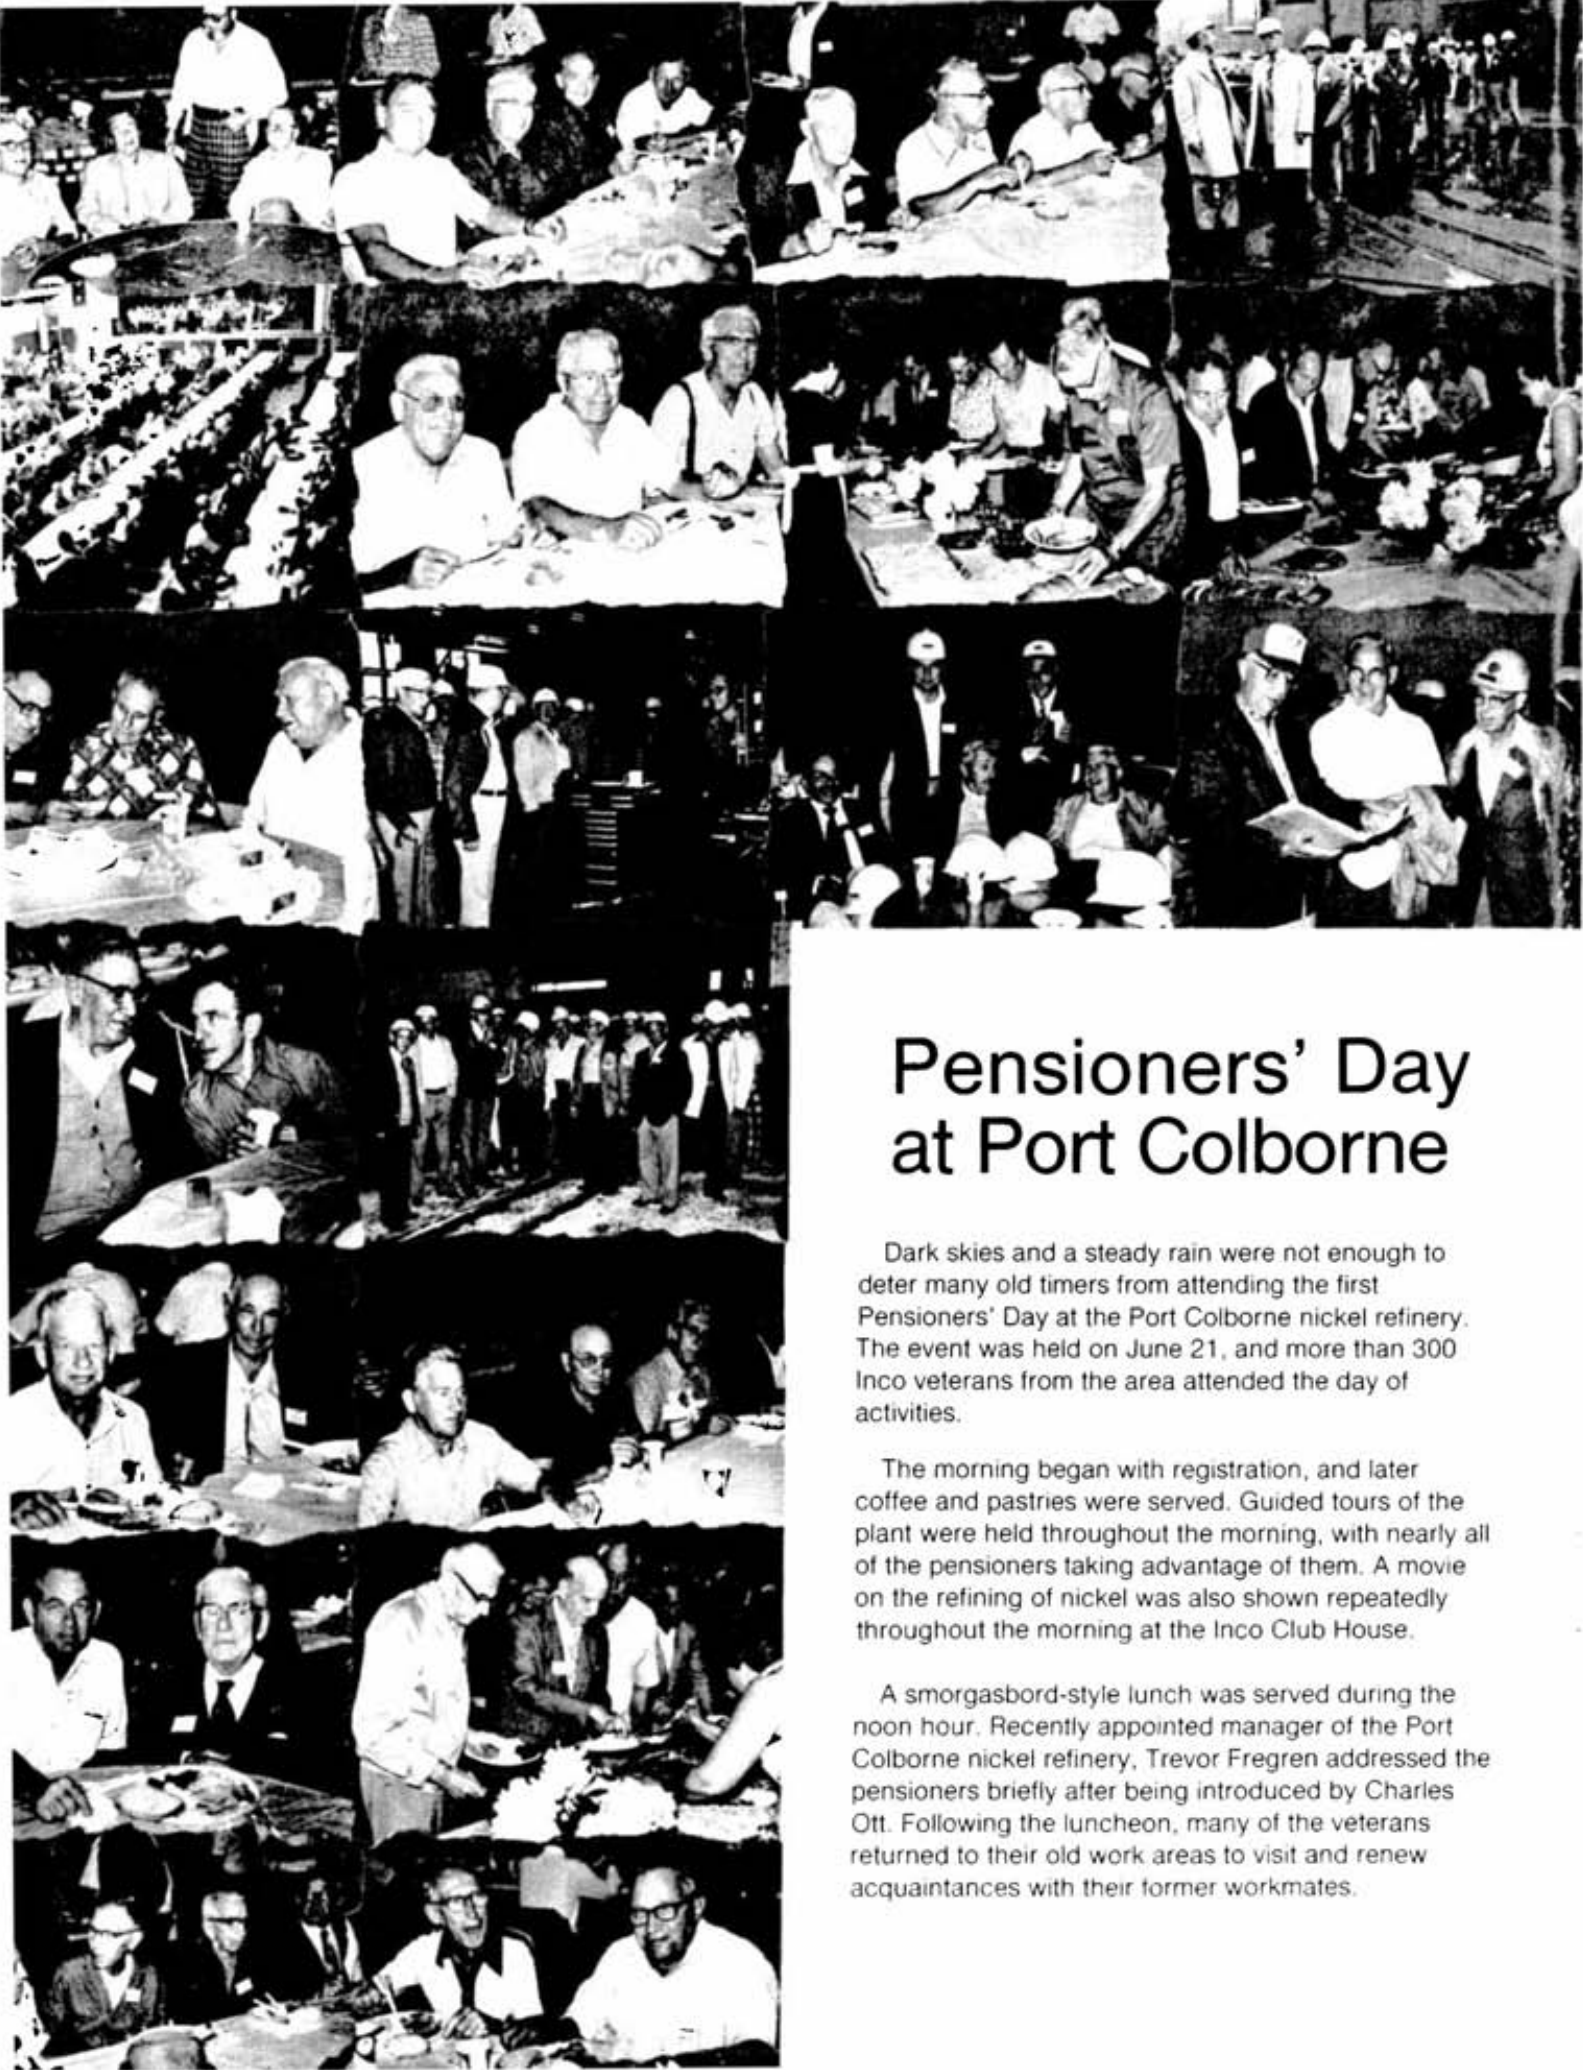 Pensioners' Day
at Port Colborne
Dark skies and a steady rain were not enough to
deter many old timers from attending the first
Pensioners' Day at the Port Colborne nickel refinery.
The event was held on June 21, and more than 300
Inco veterans from the area attended the day of
activities.
The morning began with registration, and later
coffee and pastries were served. Guided tours of the
plant were held throughout the morning, with nearly all
of the pensioners taking advantage of them. A movie
on the refining of nickel was also shown repeatedly
throughout the morning at the Inco Club House.
A smorgasbord-style lunch was served during the
noon hour. Recently appointed manager of the Port
Colborne nickel refinery, Trevor Fregren addressed the
pensioners briefly after being introduced by Charles
Ott. Following the luncheon, many of the veterans
returned to their old work areas to visit and renew
acquaintances with their former workmates.